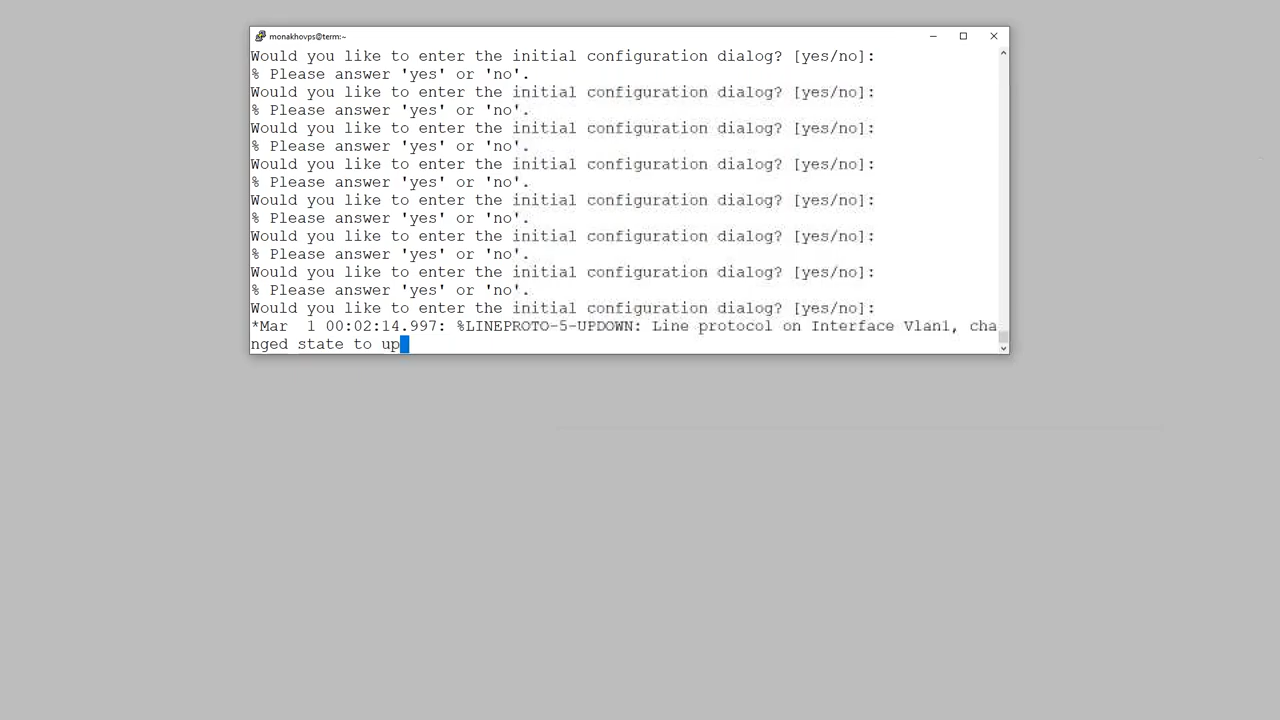 monakhovps@term:~
Would you like to enter the initial configuration dialog? [yes/no]:
% Please answer 'yes' or 'no'.
Would you like to enter the initial configuration dialog? [yes/no]:
% Please answer 'yes' or 'no'.
Would you like to enter the initial configuration dialog? [yes/no]:
% Please answer 'yes' or 'no'.
Would you like to enter the initial configuration dialog? [yes/no]:
% Please answer 'yes' or 'no'.
Would you like to enter the initial configuration dialog? [yes/no]:
% Please answer 'yes' or 'no'.
Would you like to enter the initial configuration dialog? [yes/no]:
% Please answer 'yes' or 'no'.
Would you like to enter the initial configuration dialog? [yes/no]:
% Please answer 'yes' or 'no'.
Would you like to enter the initial configuration dialog? [yes/no]:
*Mar  1 00:02:14.997: %LINEPROTO-5-UPDOWN: Line protocol on Interface Vlan1, cha
nged state to up